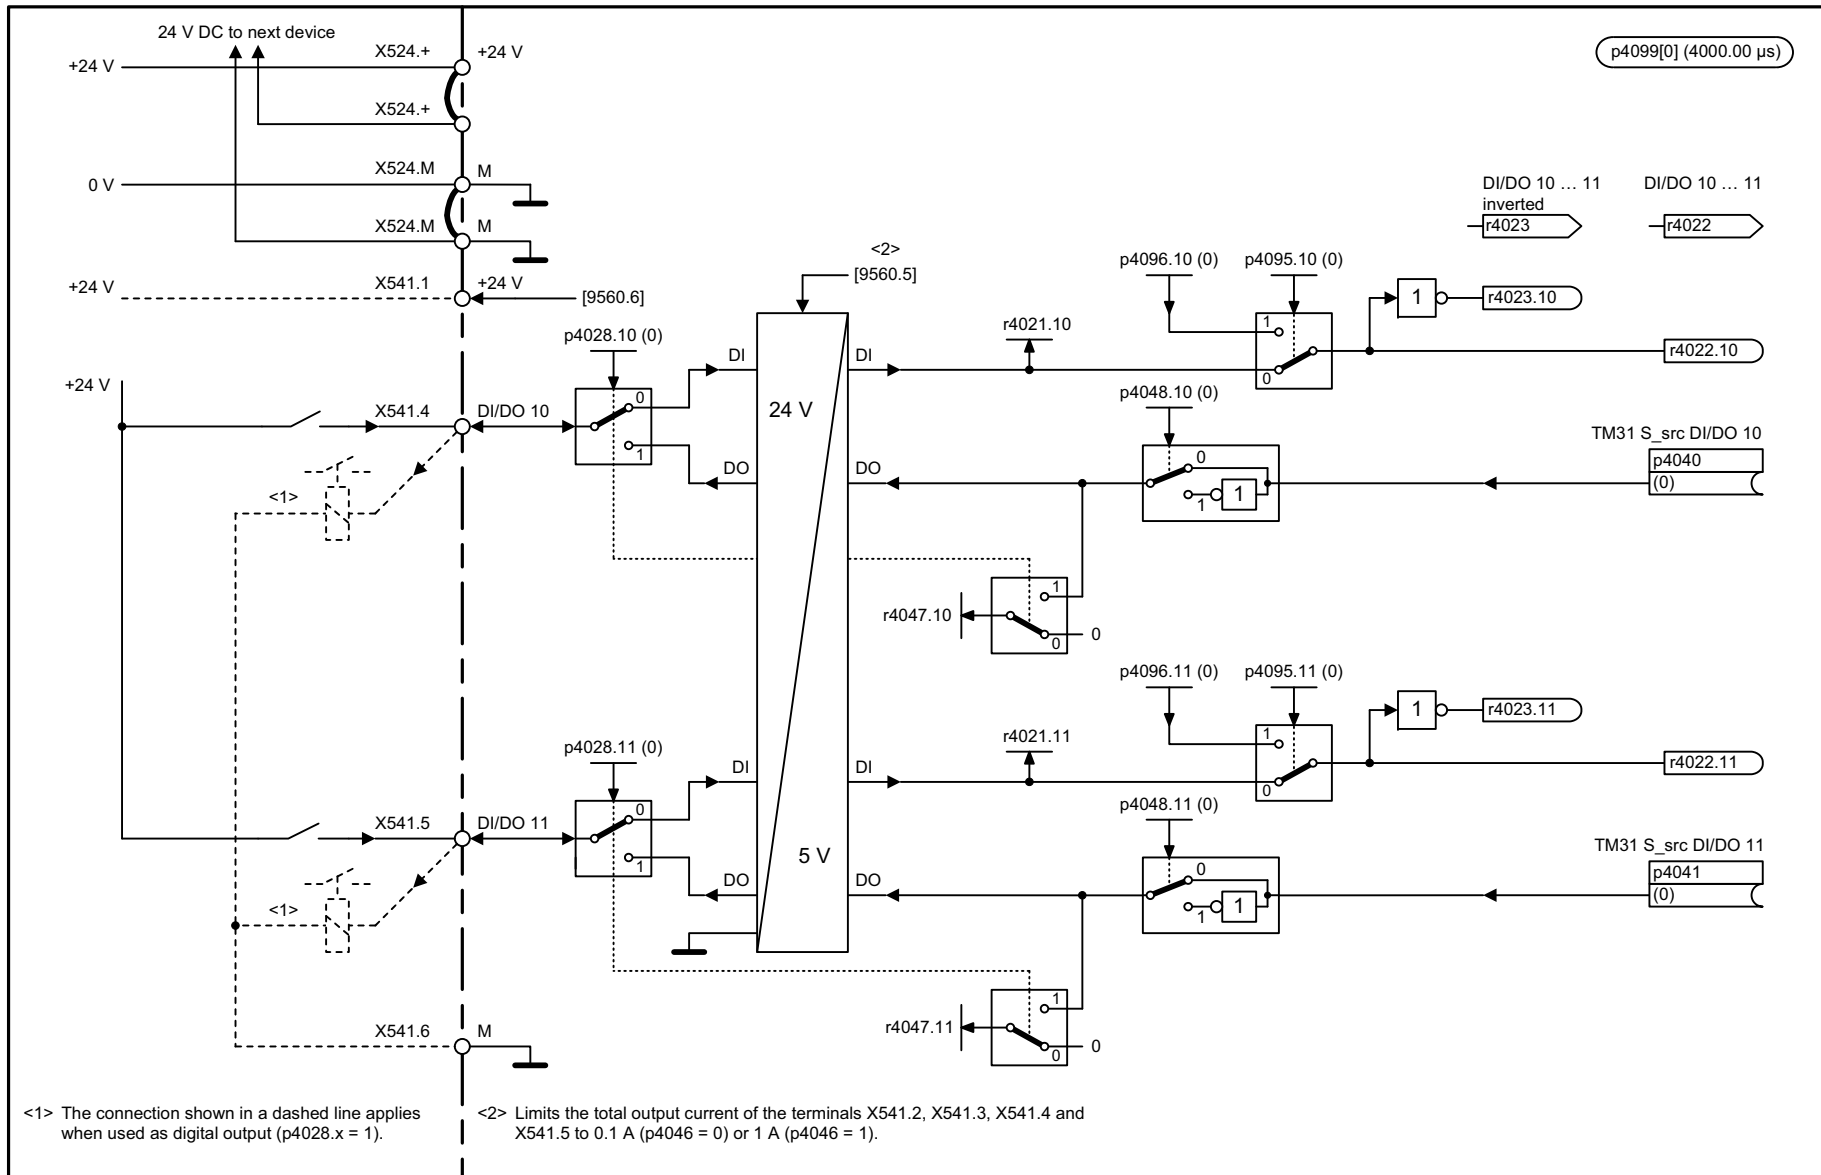 24 V DC to next device
+24 V
X524.+
+24 V
p4099[0] (4000.00 µs)
X524.+
0 V
X524.M
M
X524.M
M
DI/DO 10 … 11
inverted
r4023
DI/DO 10 … 11
r4022
+24 V
X541.1
+24 V
[9560.6]
<2>
[9560.5]
p4096.10 (0)
p4095.10 (0)
1
0
1
r4023.10
r4022.10
p4028.10 (0)
DI
DI
r4021.10
+24 V
X541.4
DI/DO 10
0
1
24 V
p4048.10 (0)
DO
DO
0
1
1
TM31 S_src DI/DO 10
p4040
(0)
<1>
r4047.10
1
0
0
p4096.11 (0)
p4095.11 (0)
1
0
1
r4023.11
r4022.11
p4028.11 (0)
DI
DI
r4021.11
X541.5
DI/DO 11
0
1
5 V
p4048.11 (0)
DO
DO
0
1
1
TM31 S_src DI/DO 11
p4041
(0)
<1>
r4047.11
1
0
0
X541.6
M
<1> The connection shown in a dashed line applies
when used as digital output (p4028.x = 1).
<2> Limits the total output current of the terminals X541.2, X541.3, X541.4 and
X541.5 to 0.1 A (p4046 = 0) or 1 A (p4046 = 1).